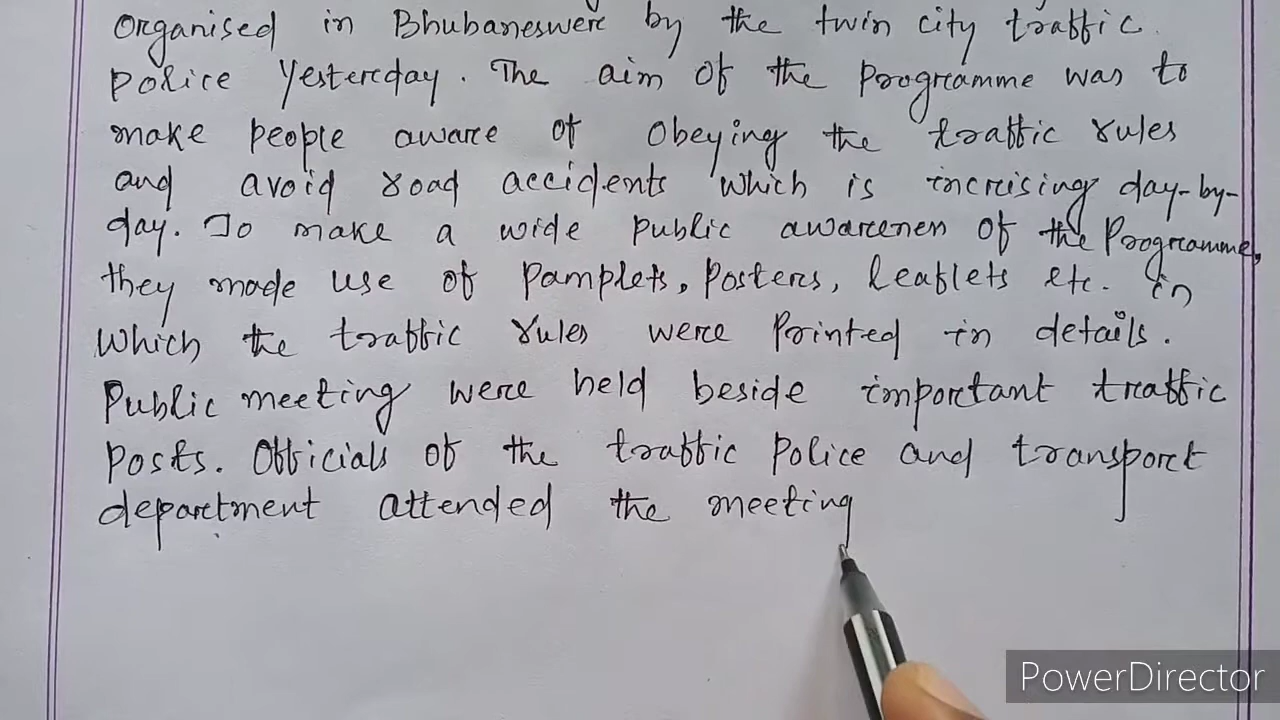 Organised in Bhubaneswere by the twin city traffic
police yesterday. The aim of the programme was to
make people aware of obeying the traffic rules
and avoid road accidents which is increising day-by-
day. To make a wide public awareness of the programme,
they made use of pamplets, posters, leaflets etc. in
which the traffic rules were printed in details.
Public meeting were held beside important traffic
posts. Officials of the traffic police and transport
department attended the meeting
PowerDirector